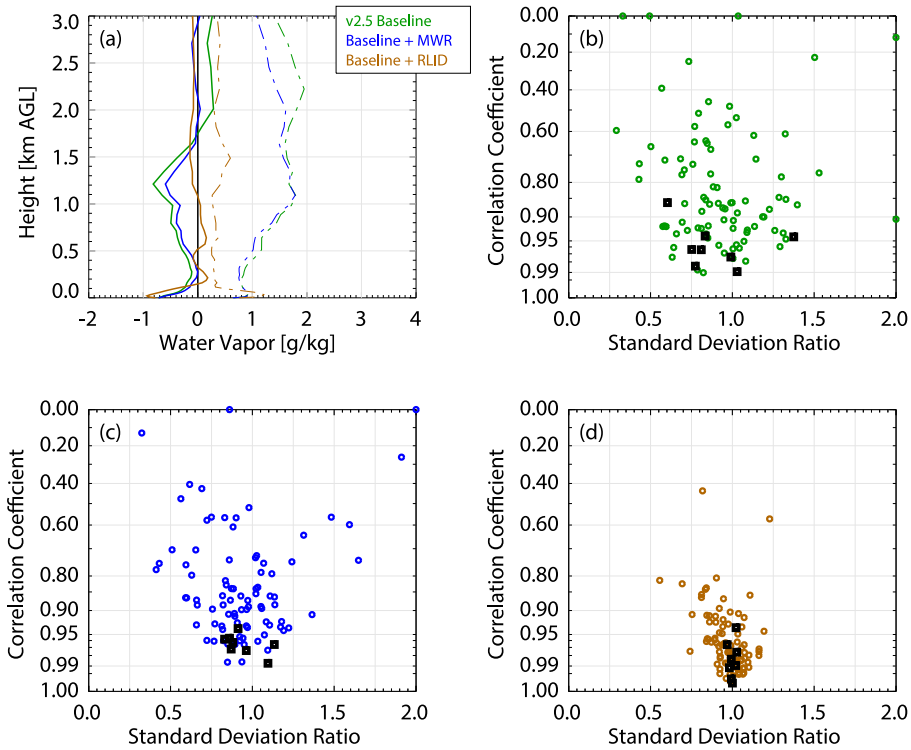 (a)
v2.5 Baseline
Baseline + MWR
Baseline + RLID
3.0
2.5
2.0
1.5
1.0
0.5
0.0
Height [km AGL]
-2 -1 0 1 2 3 4
Water Vapor [g/kg]
(b)
0.00
0.20
0.40
0.60
0.80
0.90
0.95
0.99
1.00
Correlation Coefficient
0.0 0.5 1.0 1.5 2.0
Standard Deviation Ratio
(c)
0.00
0.20
0.40
0.60
0.80
0.90
0.95
0.99
1.00
Correlation Coefficient
0.0 0.5 1.0 1.5 2.0
Standard Deviation Ratio
(d)
0.00
0.20
0.40
0.60
0.80
0.90
0.95
0.99
1.00
Correlation Coefficient
0.0 0.5 1.0 1.5 2.0
Standard Deviation Ratio